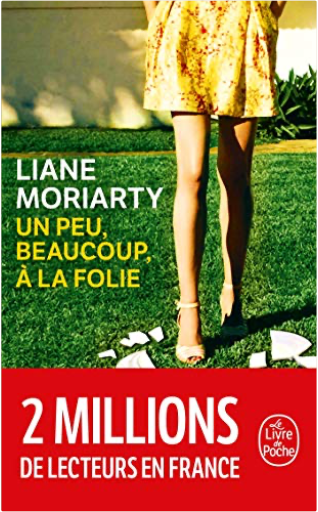 LIANE
MORIARTY
UN PEU,
BEAUCOUP,
À LA FOLIE
2 MILLIONS
DE LECTEURS EN FRANCE
Le
Livre
de
Poche